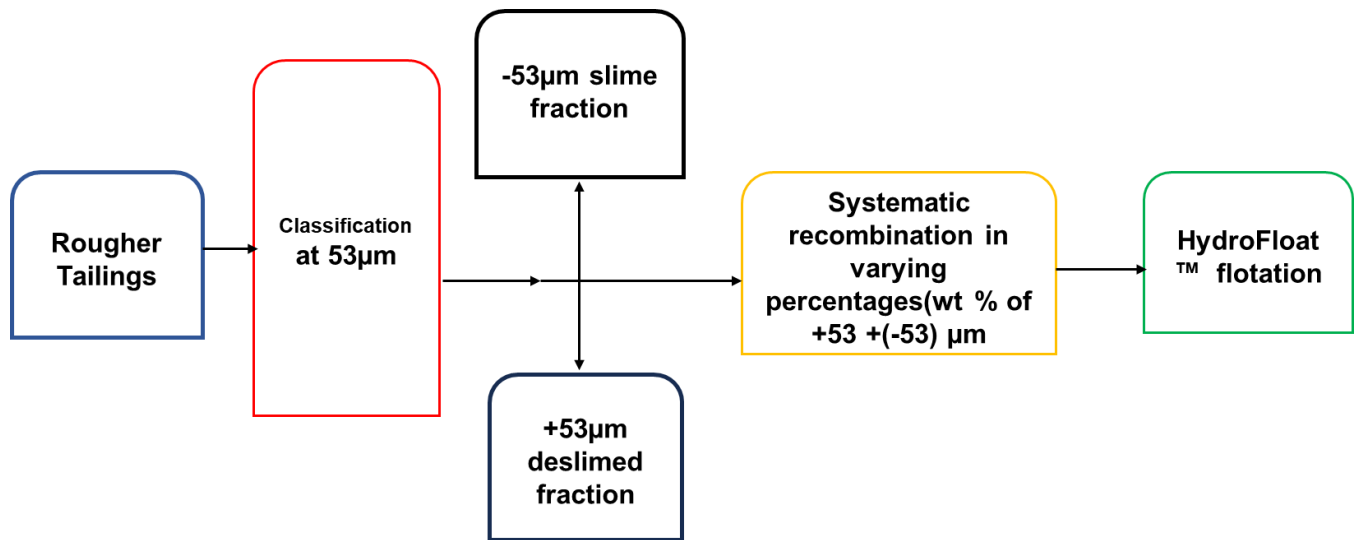 Rougher
Tailings
Classification
at 53µm
-53µm slime
fraction
+53µm
deslimed
fraction
Systematic
recombination in
varying
percentages(wt % of
+53 +(-53) µm
HydroFloat
™ flotation